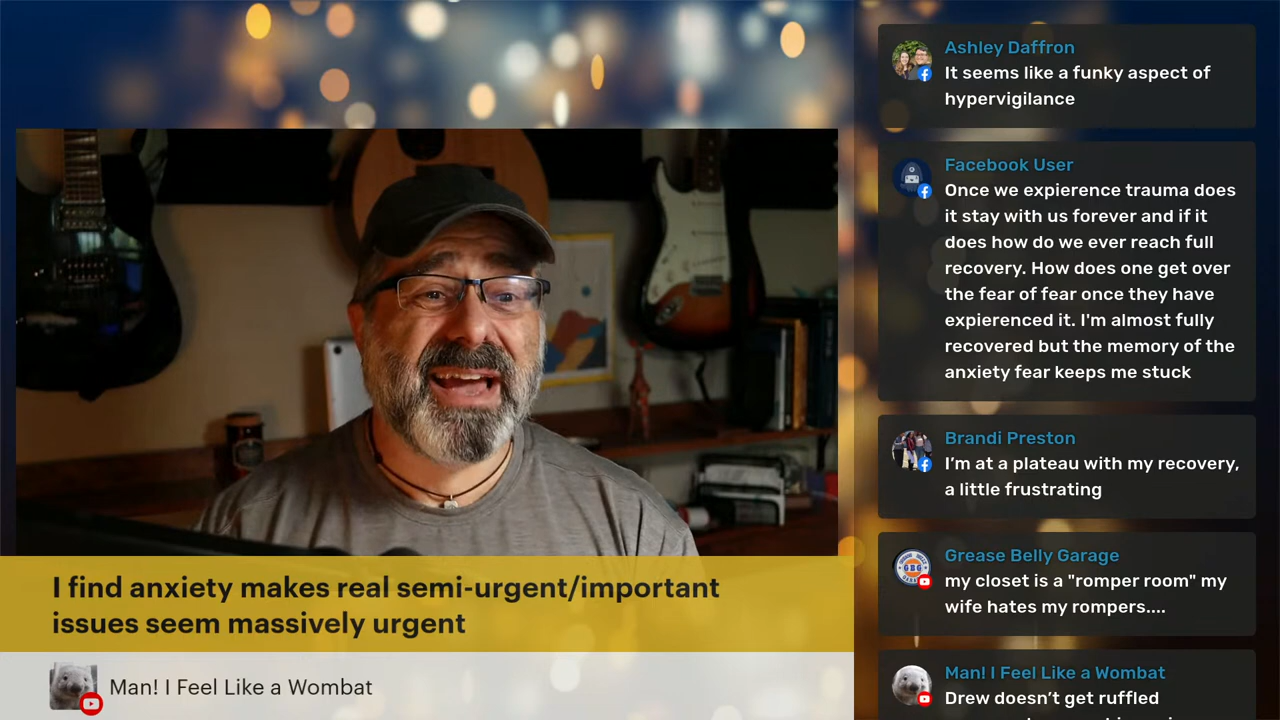 I find anxiety makes real semi-urgent/important
issues seem massively urgent
Man! I Feel Like a Wombat
Ashley Daffron
It seems like a funky aspect of
hypervigilance
Facebook User
Once we expierence trauma does
it stay with us forever and if it
does how do we ever reach full
recovery. How does one get over
the fear of fear once they have
expierenced it. I'm almost fully
recovered but the memory of the
anxiety fear keeps me stuck
Brandi Preston
I'm at a plateau with my recovery,
a little frustrating
Grease Belly Garage
my closet is a "romper room" my
wife hates my rompers....
Man! I Feel Like a Wombat
Drew doesn't get ruffled